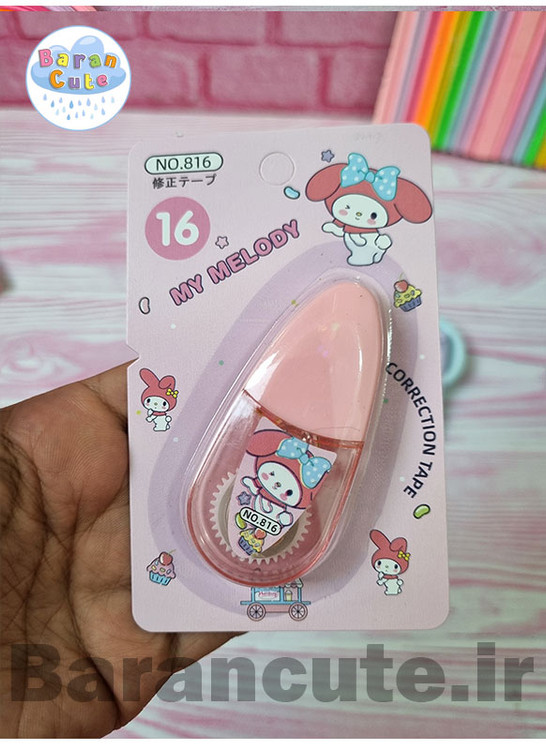 Baran
Cute
NO.816
修正テープ
16
MY MELODY
CORRECTION TAPE
NO.816
Barancute.ir